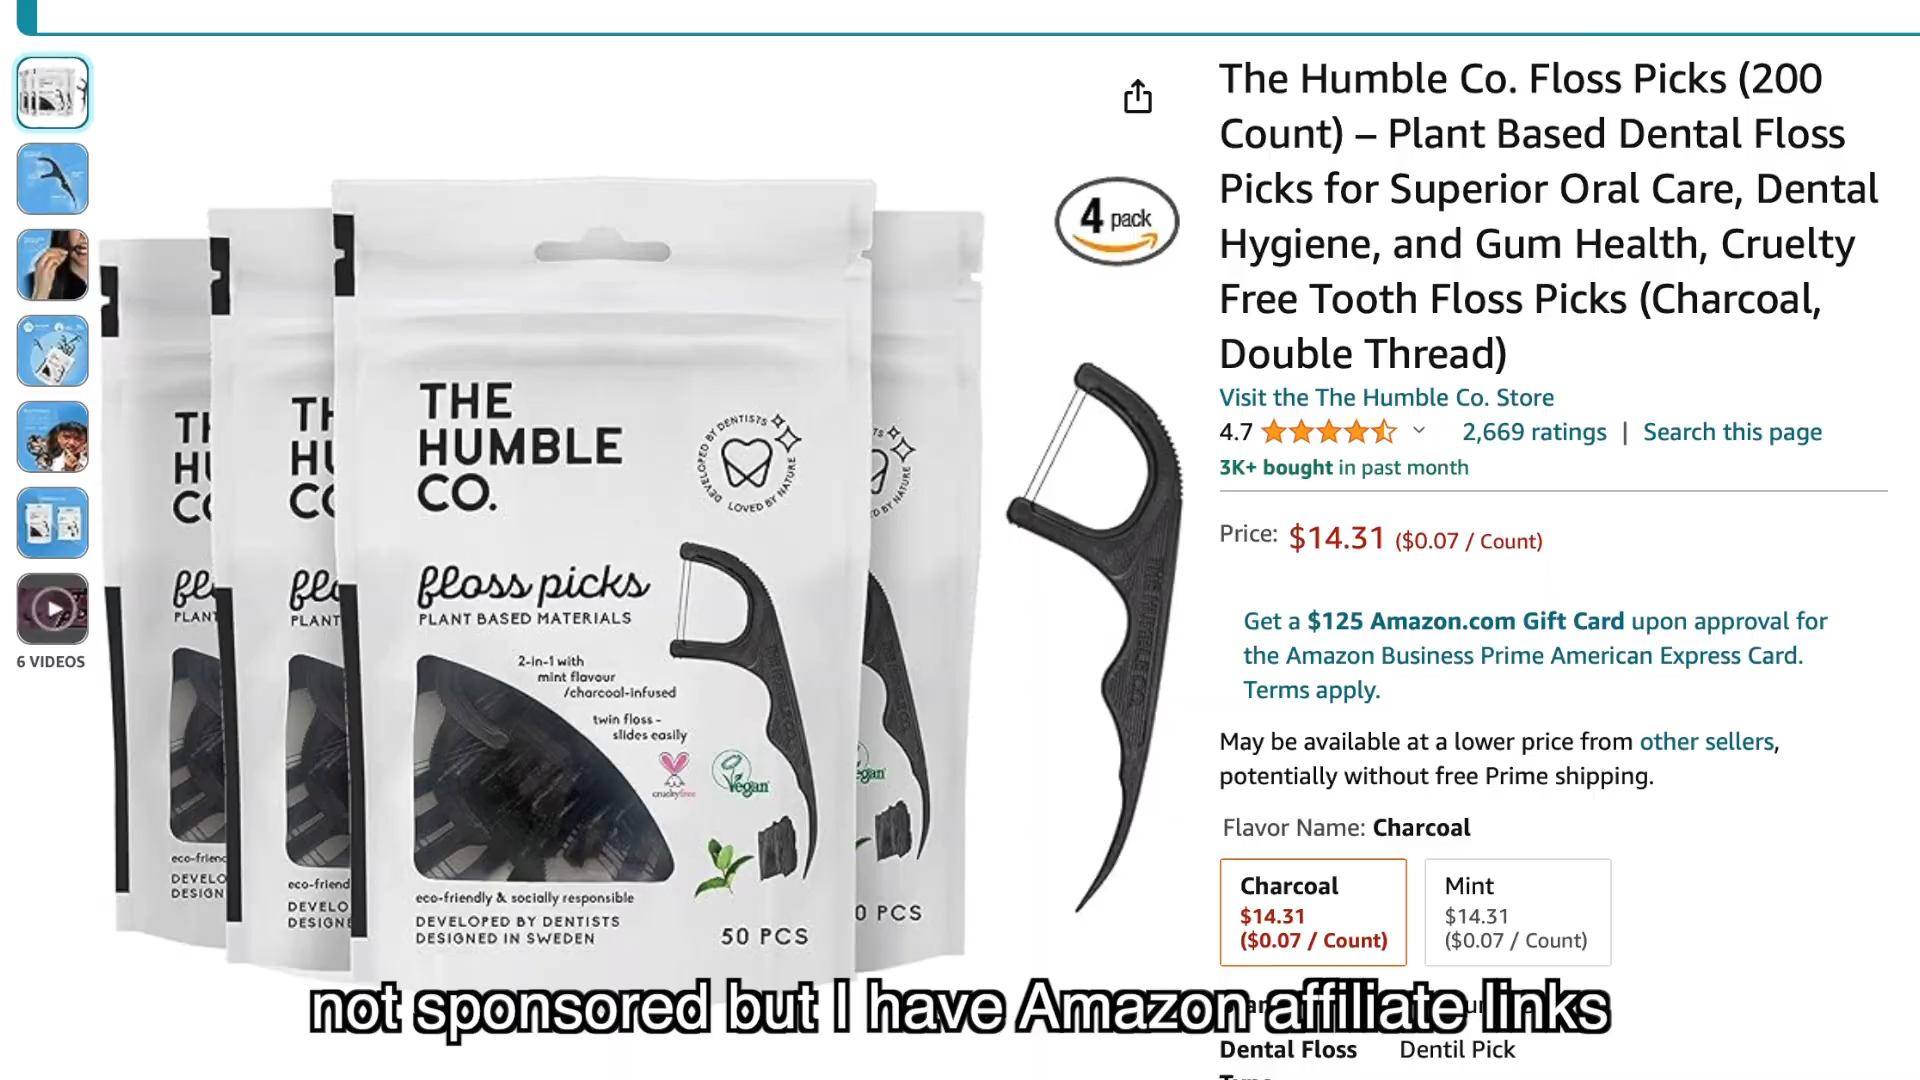 The Humble Co. Floss Picks (200
Count) – Plant Based Dental Floss
Picks for Superior Oral Care, Dental
Hygiene, and Gum Health, Cruelty
Free Tooth Floss Picks (Charcoal,
Double Thread)
Visit the The Humble Co. Store
4.7
2,669 ratings | Search this page
3K+ bought in past month
Price: $14.31 ($0.07 / Count)
Get a $125 Amazon.com Gift Card upon approval for
the Amazon Business Prime American Express Card.
Terms apply.
May be available at a lower price from other sellers,
potentially without free Prime shipping.
Flavor Name: Charcoal
Charcoal
$14.31
($0.07 / Count)
Mint
$14.31
($0.07 / Count)
Dental Floss
Dentil Pick
6 VIDEOS
4 pack
THE
HUMBLE
CO.
DEVELOPED BY DENTISTS
LOVED BY NATURE
floss picks
PLANT BASED MATERIALS
2-in-1 with
mint flavour
/charcoal-infused
twin floss -
slides easily
crueltyfree
Vegan
eco-friendly & socially responsible
DEVELOPED BY DENTISTS
DESIGNED IN SWEDEN
50 PCS
not sponsored but I have Amazon affiliate links